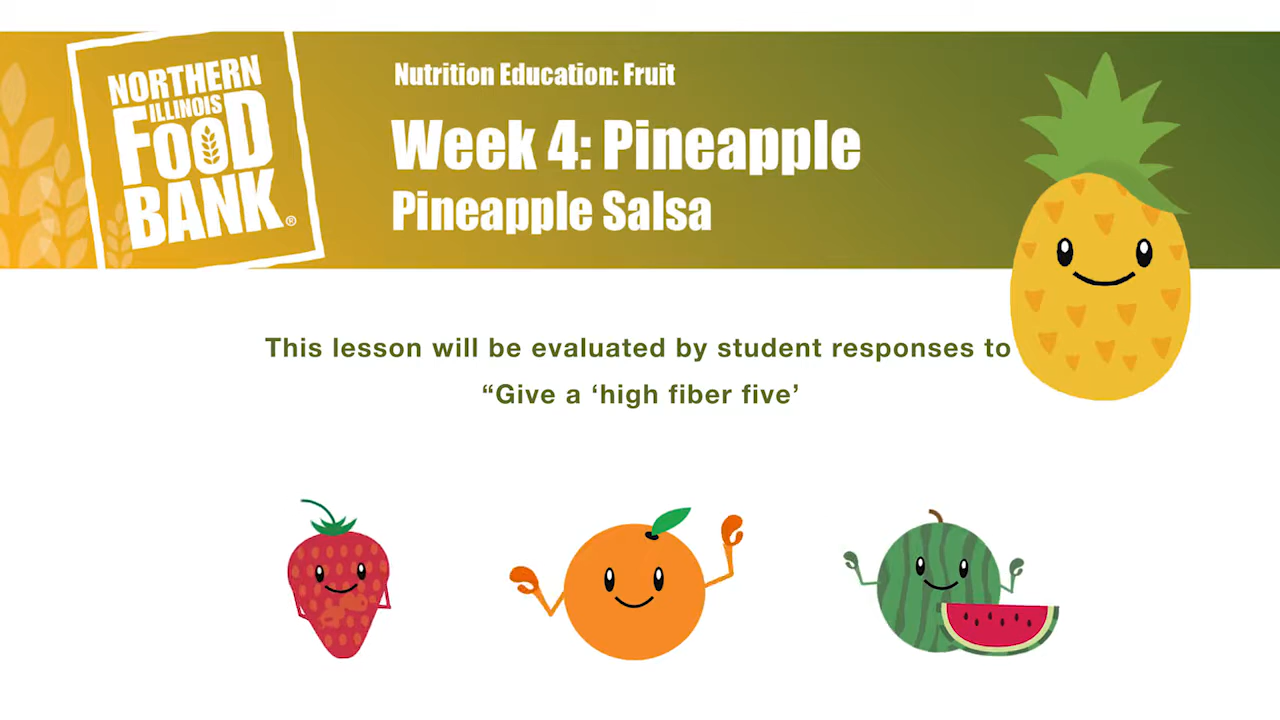 NORTHERN
ILLINOIS
FOOD
BANK®
Nutrition Education: Fruit
Week 4: Pineapple
Pineapple Salsa
This lesson will be evaluated by student responses to
“Give a ‘high fiber five’